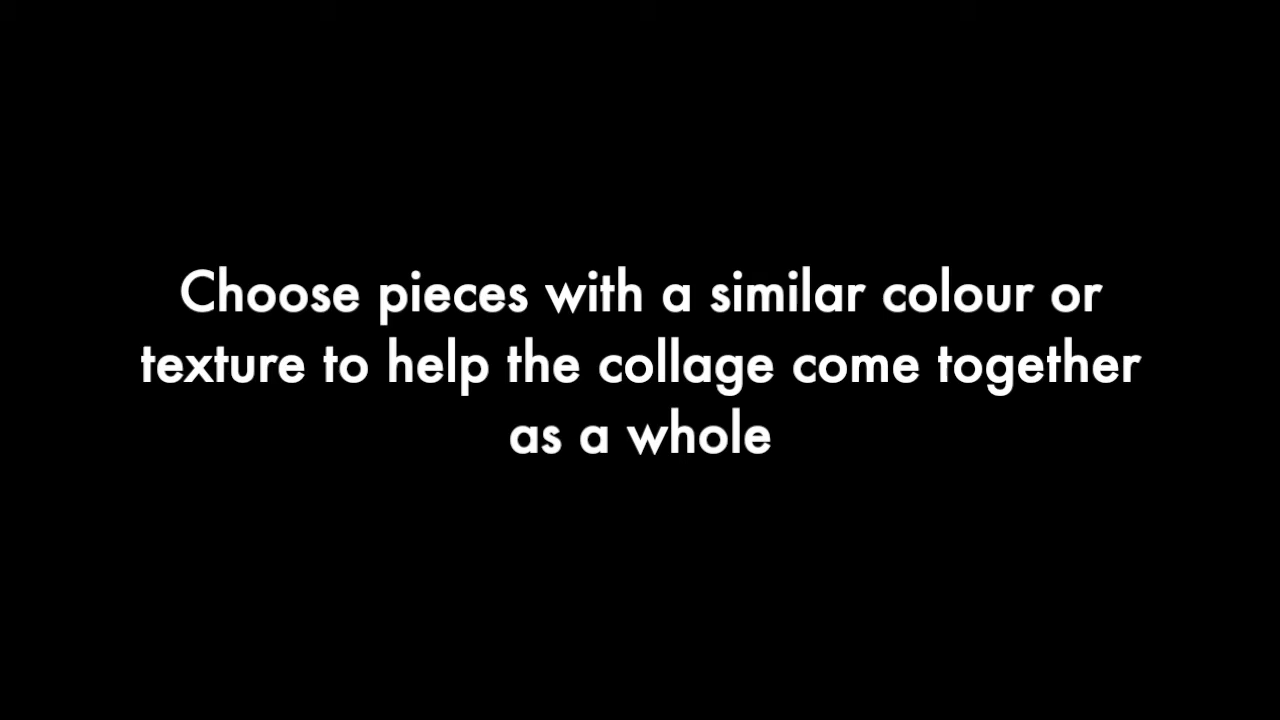 Choose pieces with a similar colour or
texture to help the collage come together
as a whole